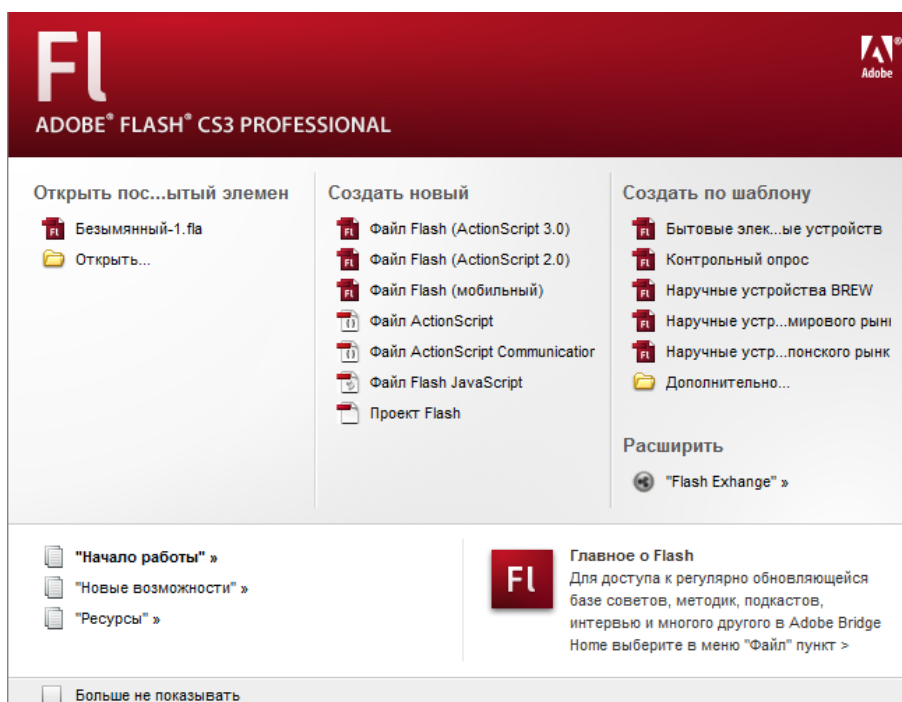 Fl
Adobe
ADOBE® FLASH® CS3 PROFESSIONAL
Открыть пос...ытый элемен
Безымянный-1.fla
Открыть...
Создать новый
Файл Flash (ActionScript 3.0)
Файл Flash (ActionScript 2.0)
Файл Flash (мобильный)
Файл ActionScript
Файл ActionScript Communication
Файл Flash JavaScript
Проект Flash
Создать по шаблону
Бытовые элек...ые устройств
Контрольный опрос
Наручные устройства BREW
Наручные устр...мирового рын
Наручные устр...понского рынк
Дополнительно...
Расширить
"Flash Exhange" »
"Начало работы" »
"Новые возможности" »
"Ресурсы" »
Fl
Главное о Flash
Для доступа к регулярно обновляющейся
базе советов, методик, подкастов,
интервью и многого другого в Adobe Bridge
Home выберите в меню "Файл" пункт >
Больше не показывать